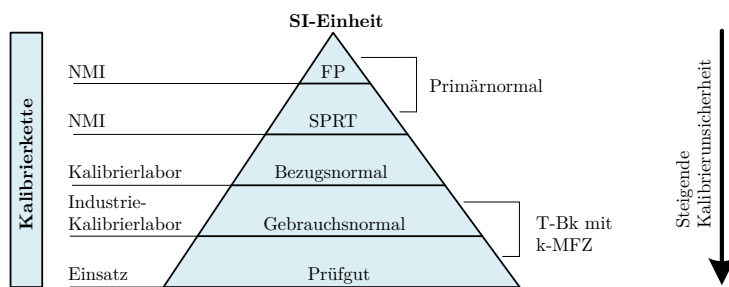 SI-Einheit
Kalibrierkette
NMI
FP
Primärnormal
NMI
SPRT
Kalibrierlabor
Bezugsnormal
Industrie-
Kalibrierlabor
Gebrauchsnormal
T-Bk mit
k-MFZ
Einsatz
Prüfgut
Steigende
Kalibrierunsicherheit